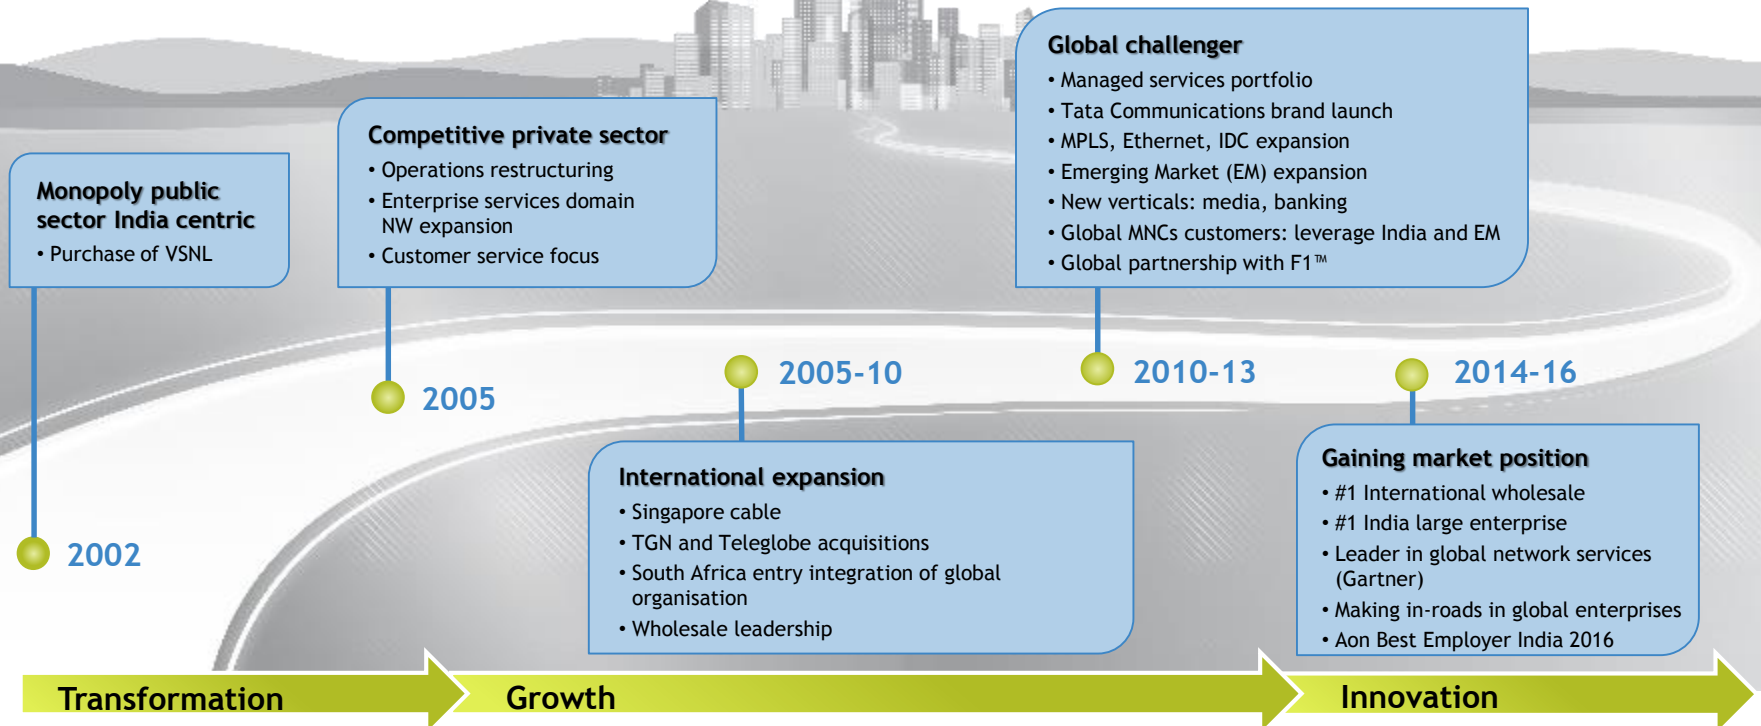 Monopoly public
sector India centric
• Purchase of VSNL
2002
Competitive private sector
• Operations restructuring
• Enterprise services domain
NW expansion
• Customer service focus
2005
2005-10
International expansion
• Singapore cable
• TGN and Teleglobe acquisitions
• South Africa entry integration of global
organisation
• Wholesale leadership
Global challenger
• Managed services portfolio
• Tata Communications brand launch
• MPLS, Ethernet, IDC expansion
• Emerging Market (EM) expansion
• New verticals: media, banking
• Global MNCs customers: leverage India and EM
• Global partnership with F1™
2010-13
2014-16
Gaining market position
• #1 International wholesale
• #1 India large enterprise
• Leader in global network services
(Gartner)
• Making in-roads in global enterprises
• Aon Best Employer India 2016
Transformation
Growth
Innovation